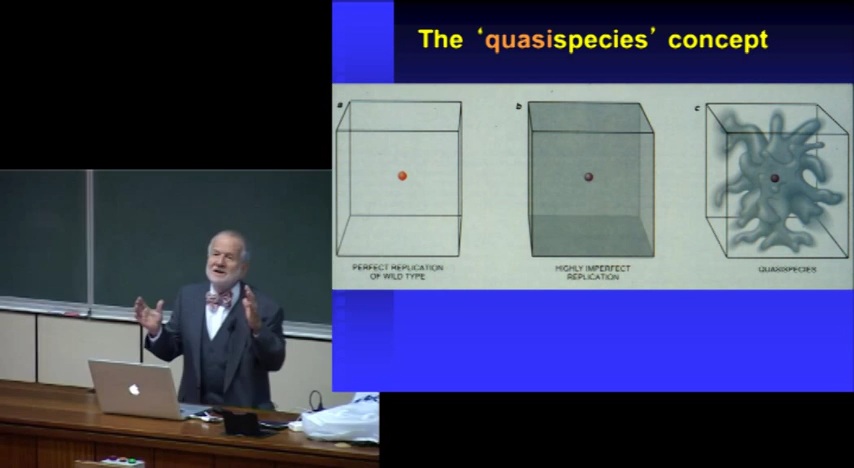 The ‘quasispecies’ concept
a
b
c
PERFECT REPLICATION
OF WILD TYPE
HIGHLY IMPERFECT
REPLICATION
QUASISPECIES